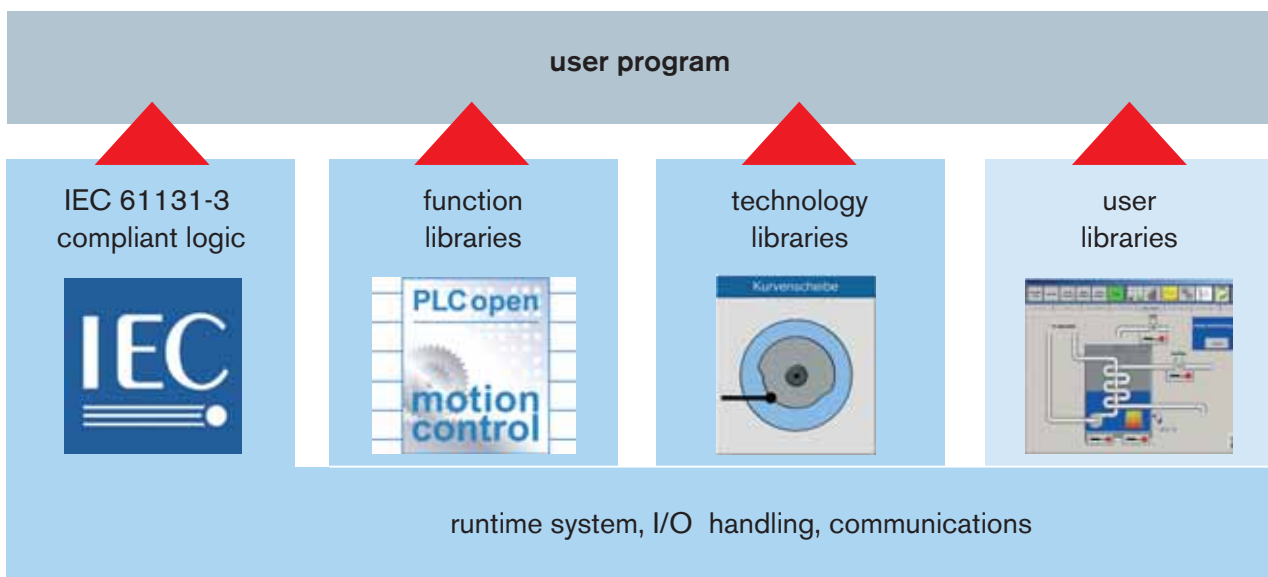 user program
IEC 61131-3
compliant logic
IEC
function
libraries
PLCopen
motion
control
technology
libraries
Kurvenscheibe
user
libraries
runtime system, I/O handling, communications